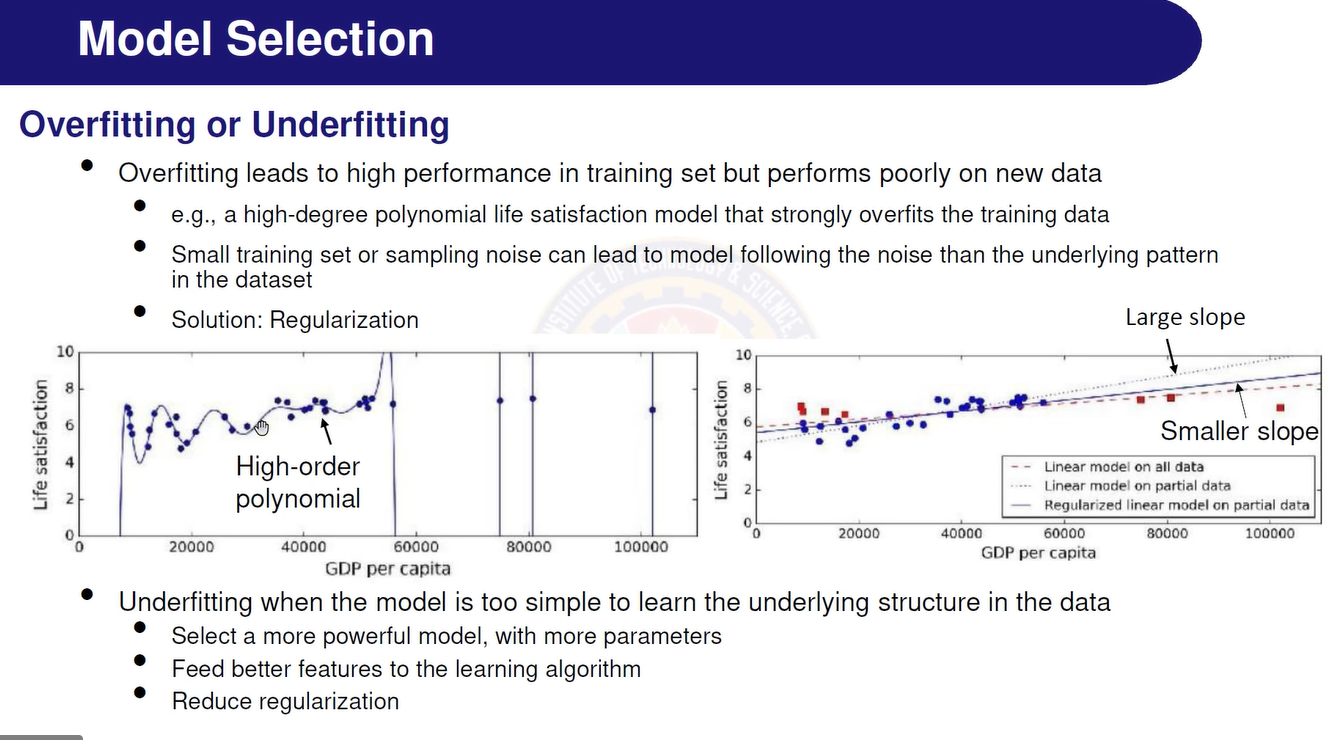 Model Selection
Overfitting or Underfitting
Overfitting leads to high performance in training set but performs poorly on new data
e.g., a high-degree polynomial life satisfaction model that strongly overfits the training data
Small training set or sampling noise can lead to model following the noise than the underlying pattern
in the dataset
Solution: Regularization
INSTITUTE OF TECHNOLOGY & SCIENCE
10
8
6
4
2
0
Life satisfaction
0 20000 40000 60000 80000 100000
GDP per capita
High-order
polynomial
Large slope
10
8
6
4
2
0
Life satisfaction
Smaller slope
Linear model on all data
Linear model on partial data
Regularized linear model on partial data
0 20000 40000 60000 80000 100000
GDP per capita
Underfitting when the model is too simple to learn the underlying structure in the data
Select a more powerful model, with more parameters
Feed better features to the learning algorithm
Reduce regularization